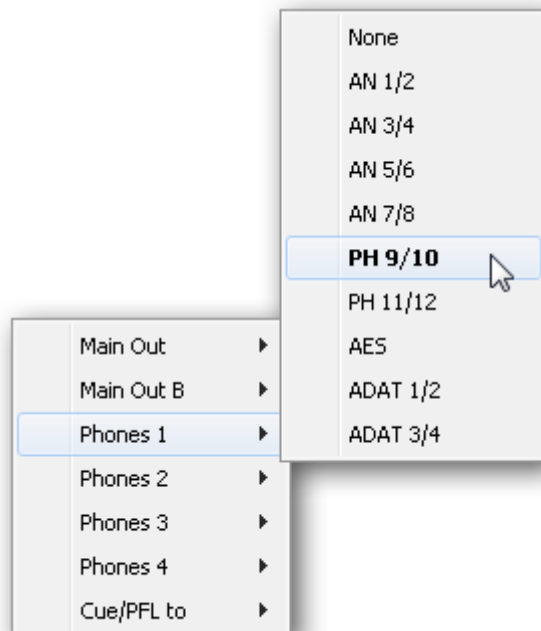 None
AN 1/2
AN 3/4
AN 5/6
AN 7/8
PH 9/10
PH 11/12
AES
ADAT 1/2
ADAT 3/4
Main Out
Main Out B
Phones 1
Phones 2
Phones 3
Phones 4
Cue/PFL to